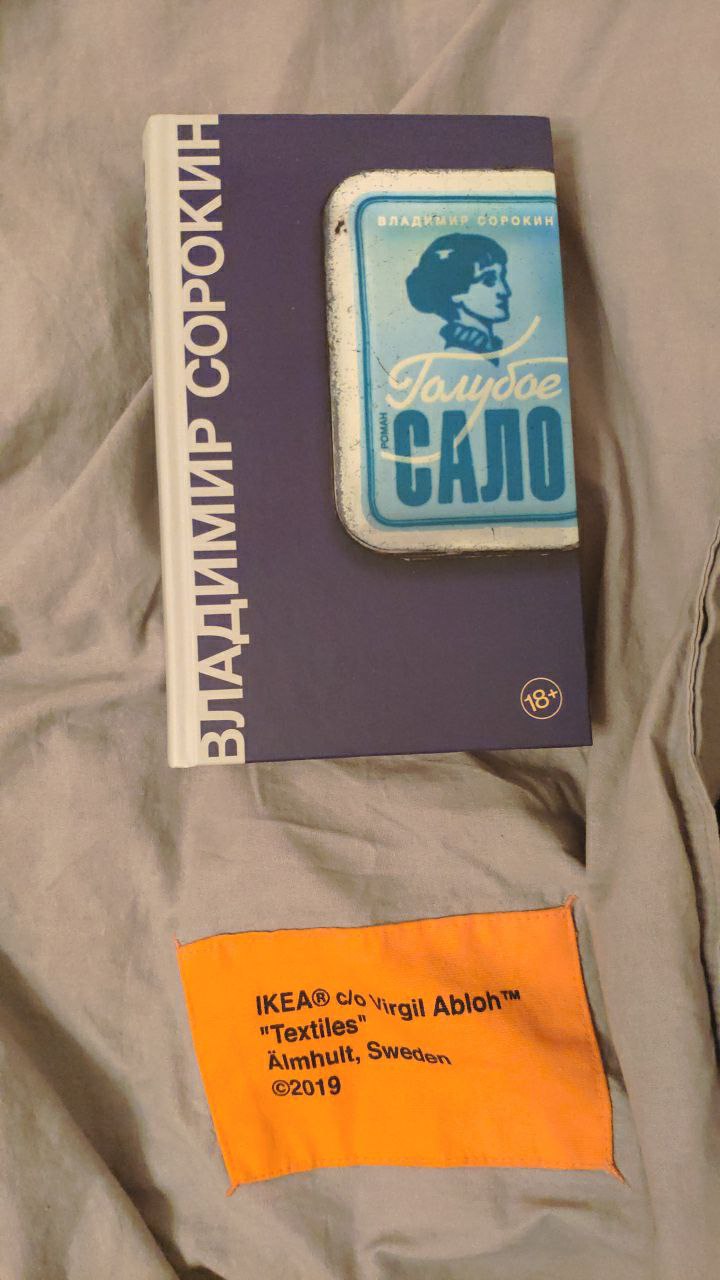 ВЛАДИМИР СОРОКИН
ВЛАДИМИР СОРОКИН
Голубое
РОМАН
САЛО
18+
IKEA® c/o Virgil Abloh™
"Textiles"
Älmhult, Sweden
©2019